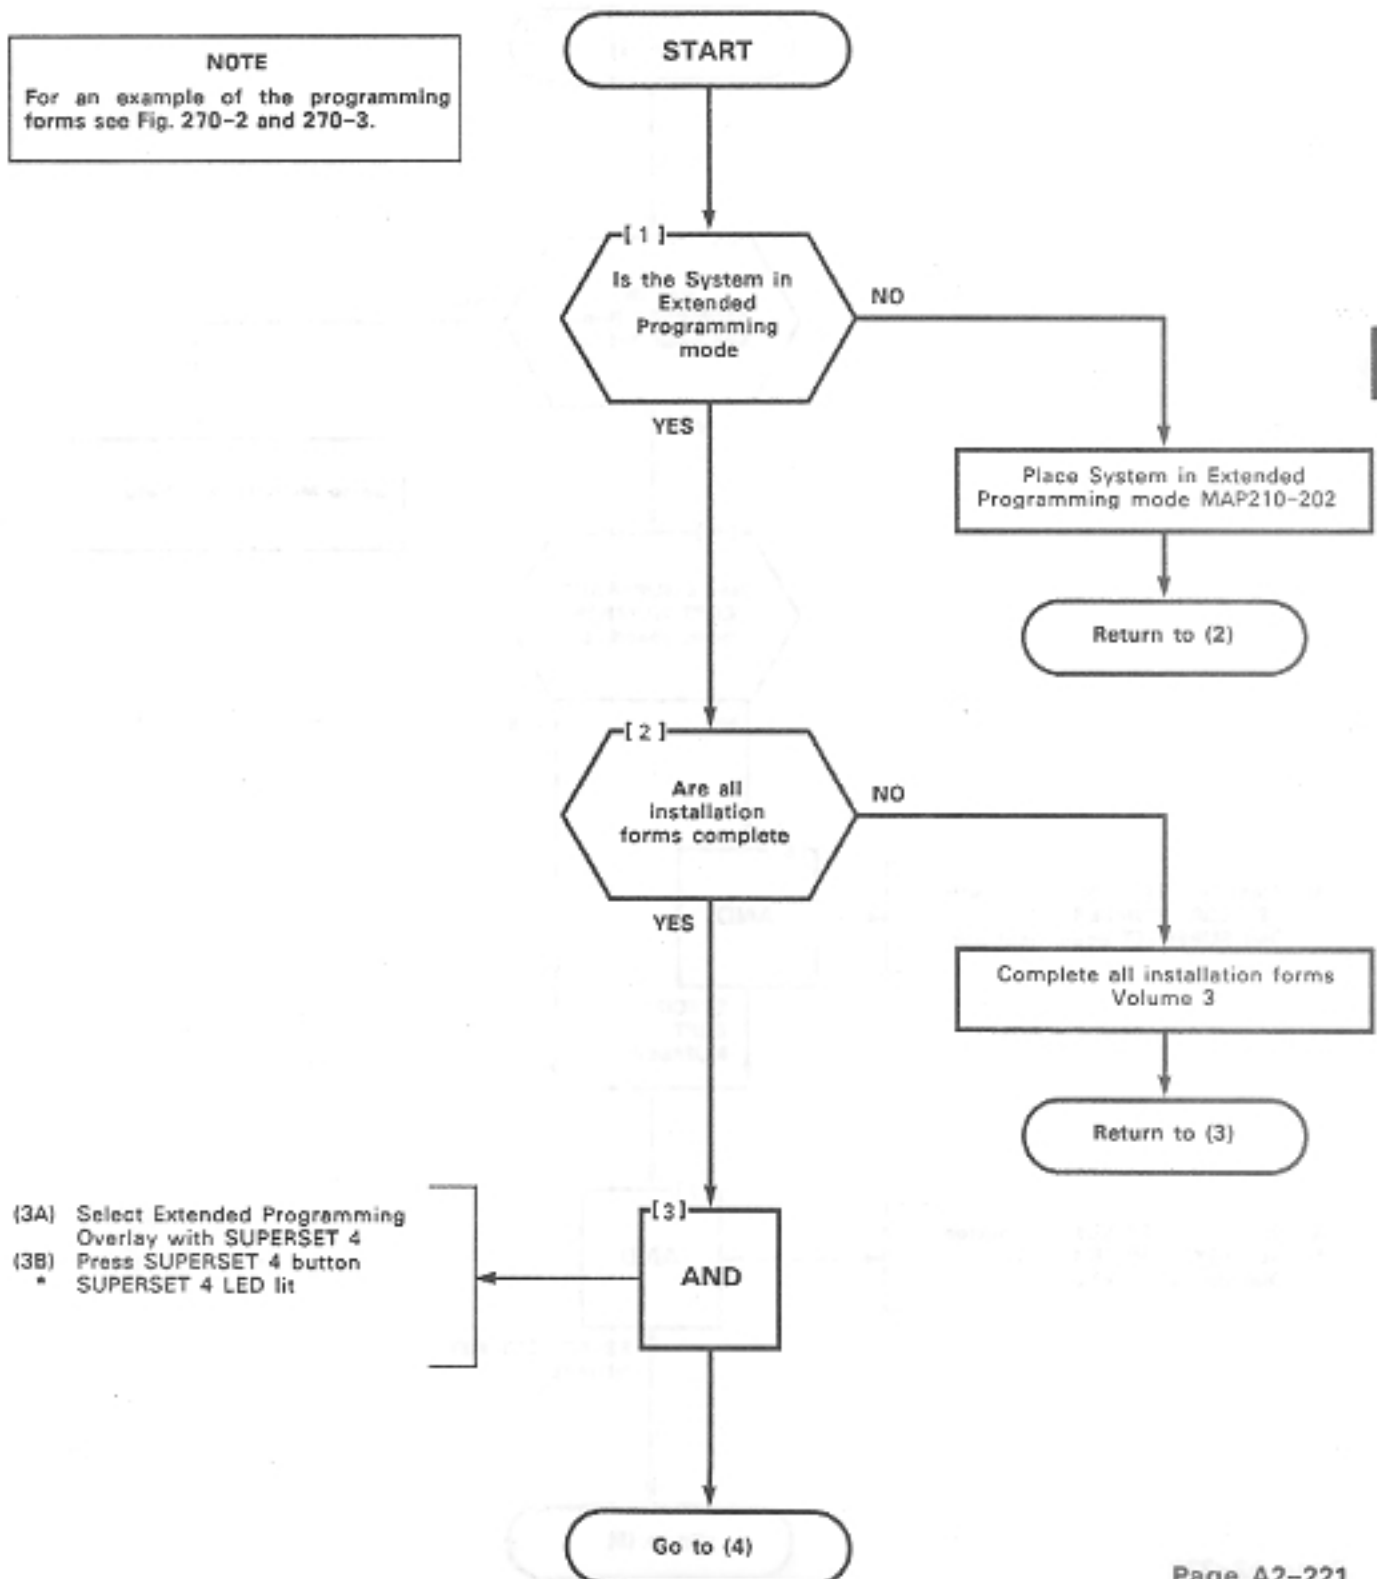 START
NOTE
For an example of the programming
forms see Fig. 270-2 and 270-3.
[ 1 ]
Is the System in
Extended
Programming
mode
NO
YES
Place System in Extended
Programming mode MAP210-202
Return to (2)
[ 2 ]
Are all
installation
forms complete
NO
YES
Complete all installation forms
Volume 3
Return to (3)
(3A) Select Extended Programming
Overlay with SUPERSET 4
(3B) Press SUPERSET 4 button
* SUPERSET 4 LED lit
[3]
AND
Go to (4)
Page A2-221